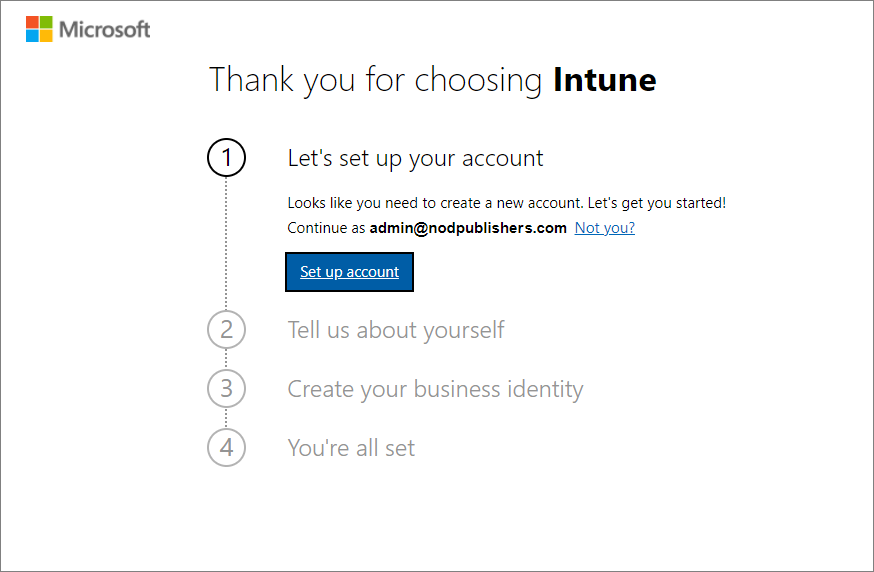 Microsoft
Thank you for choosing Intune
1 Let's set up your account
Looks like you need to create a new account. Let's get you started!
Continue as admin@nodpublishers.com Not you?
Set up account
2 Tell us about yourself
3 Create your business identity
4 You're all set